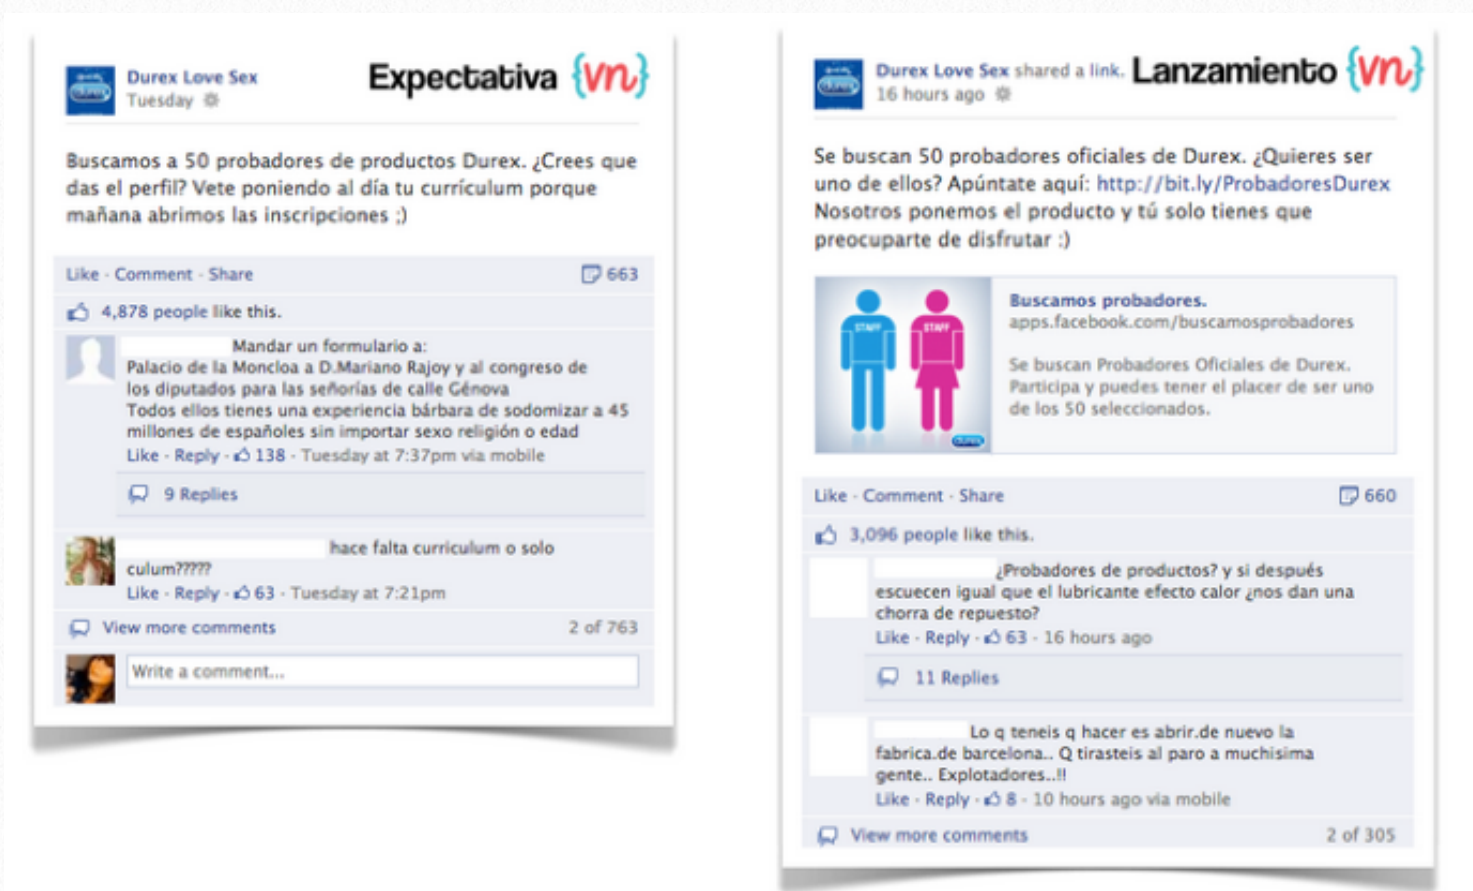 Durex Love Sex
Tuesday
Expectativa {vn}
Buscamos a 50 probadores de productos Durex. ¿Crees que
das el perfil? Vete poniendo al día tu currículum porque
mañana abrimos las inscripciones ;)
Like · Comment · Share
663
4,878 people like this.
Mandar un formulario a:
Palacio de la Moncloa a D.Mariano Rajoy y al congreso de
los diputados para las señorías de calle Génova
Todos ellos tienes una experiencia bárbara de sodomizar a 45
millones de españoles sin importar sexo religión o edad
Like · Reply · 138 · Tuesday at 7:37pm via mobile
9 Replies
hace falta curriculum o solo
culum?????
Like · Reply · 63 · Tuesday at 7:21pm
View more comments
2 of 763
Write a comment...
Durex Love Sex shared a link.
16 hours ago
Lanzamiento {vn}
Se buscan 50 probadores oficiales de Durex. ¿Quieres ser
uno de ellos? Apúntate aquí: http://bit.ly/ProbadoresDurex
Nosotros ponemos el producto y tú solo tienes que
preocuparte de disfrutar :)
STAFF
STAFF
durex
Buscamos probadores.
apps.facebook.com/buscamosprobadores
Se buscan Probadores Oficiales de Durex.
Participa y puedes tener el placer de ser uno
de los 50 seleccionados.
Like · Comment · Share
660
3,096 people like this.
¿Probadores de productos? y si después
escuecen igual que el lubricante efecto calor ¿nos dan una
chorra de repuesto?
Like · Reply · 63 · 16 hours ago
11 Replies
Lo q teneis q hacer es abrir.de nuevo la
fabrica.de barcelona.. Q tirasteis al paro a muchisima
gente.. Explotadores..!!
Like · Reply · 8 · 10 hours ago via mobile
View more comments
2 of 305